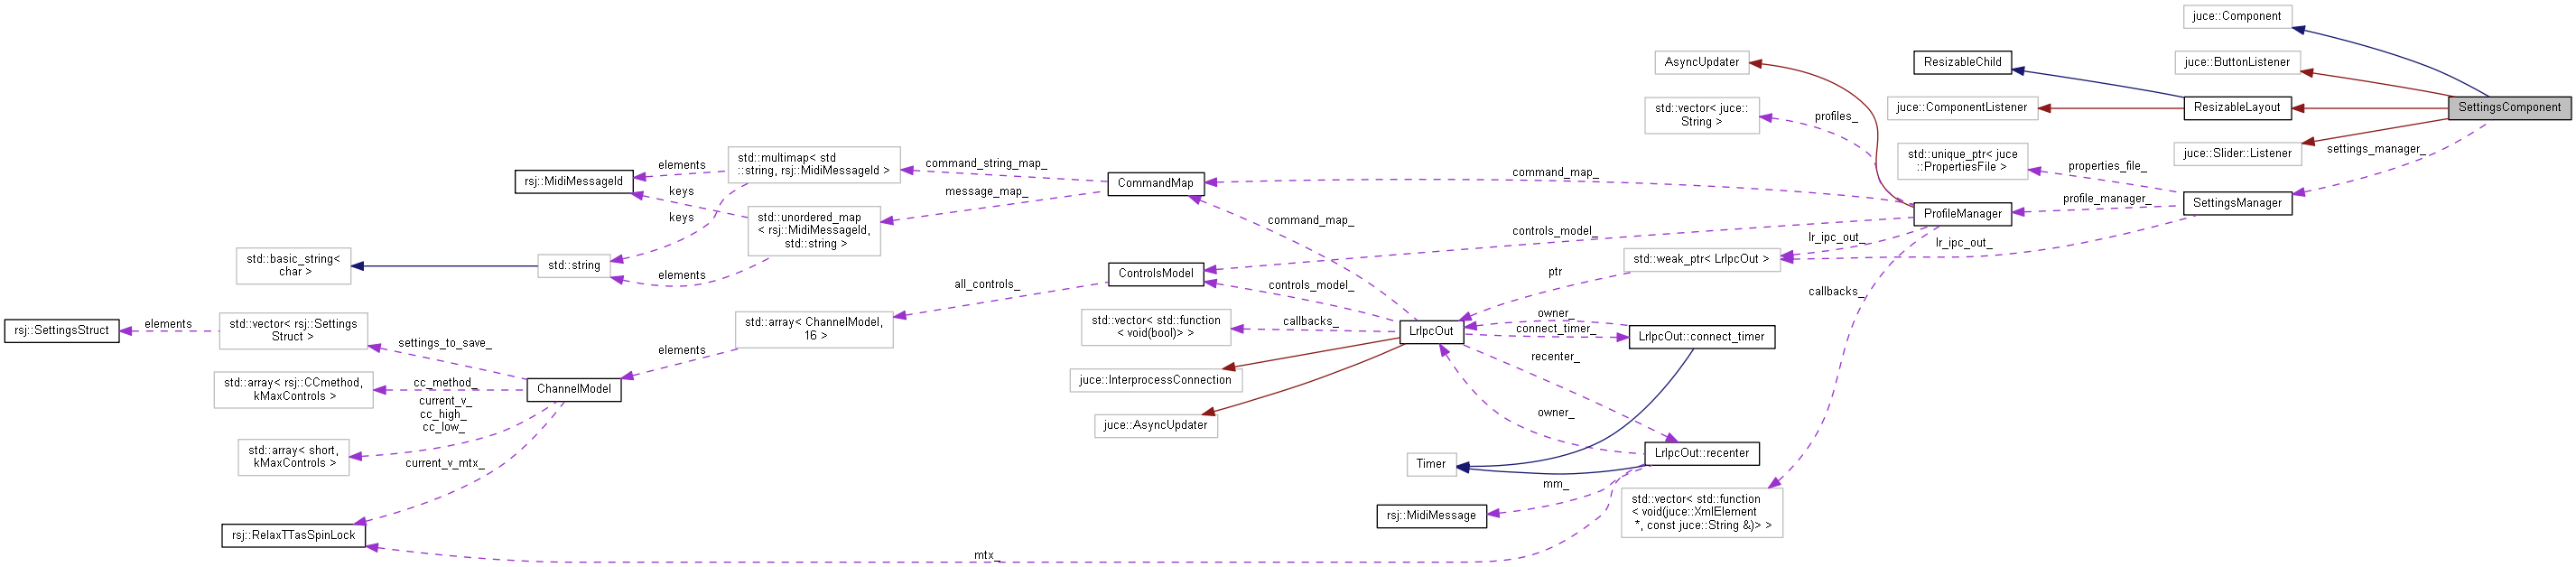 juce::Component
AsyncUpdater
ResizableChild
juce::ButtonListener
std::vector< juce::
String >
profiles_
juce::ComponentListener
ResizableLayout
SettingsComponent
std::unique_ptr< juce
::PropertiesFile >
juce::Slider::Listener
settings_manager_
properties_file_
std::multimap< std
::string, rsj::MidiMessageId >
command_string_map_
elements
rsj::MidiMessageId
keys
keys
CommandMap
command_map_
message_map_
profile_manager_
SettingsManager
ProfileManager
std::unordered_map
< rsj::MidiMessageId,
std::string >
command_map_
controls_model_
lr_ipc_out_
lr_ipc_out_
std::basic_string<
char >
std::string
elements
std::weak_ptr< LrIpcOut >
ptr
ControlsModel
all_controls_
controls_model_
callbacks_
rsj::SettingsStruct
elements
std::vector< rsj::Settings
Struct >
settings_to_save_
std::array< ChannelModel,
16 >
elements
std::vector< std::function
< void(bool)> >
callbacks_
LrIpcOut
owner_
connect_timer_
LrIpcOut::connect_timer
recenter_
std::array< rsj::CCmethod,
kMaxControls >
cc_method_
ChannelModel
juce::InterprocessConnection
current_v_
cc_high_
cc_low_
juce::AsyncUpdater
owner_
std::array< short,
kMaxControls >
current_v_mtx_
Timer
LrIpcOut::recenter
mm_
rsj::MidiMessage
std::vector< std::function
< void(juce::XmlElement
*, const juce::String &)> >
rsj::RelaxTTasSpinLock
mtx_